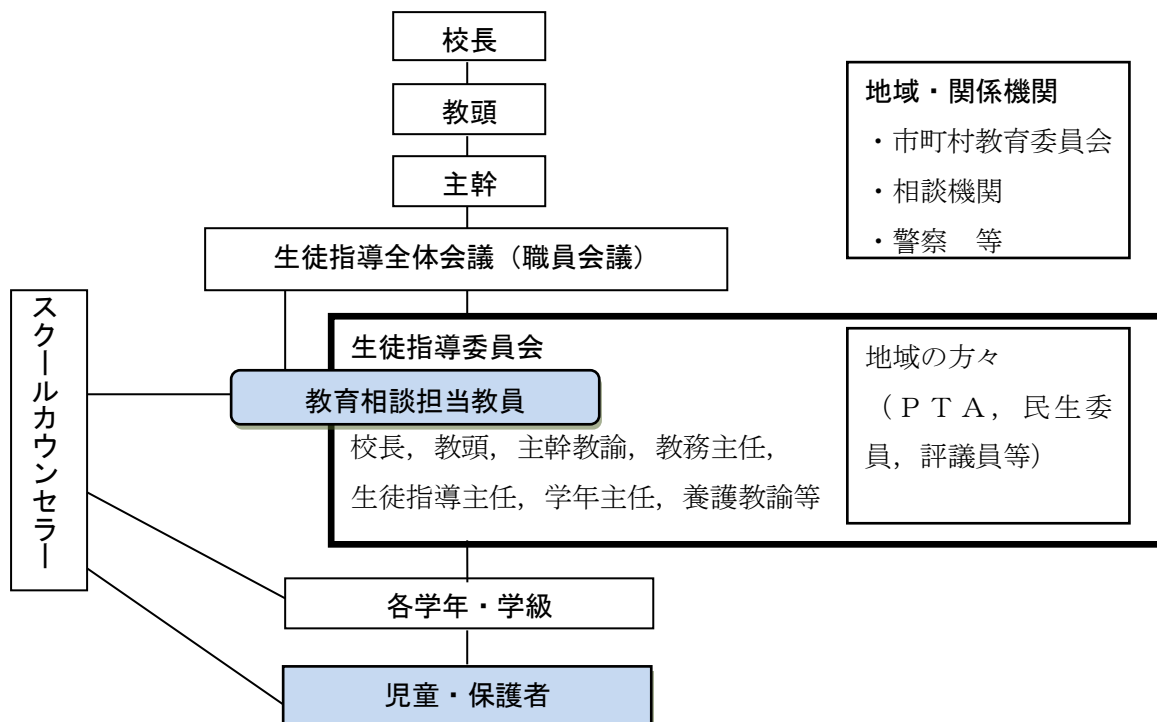 校長
教頭
主幹
生徒指導全体会議（職員会議）
地域・関係機関
・市町村教育委員会
・相談機関
・警察　等
スクールカウンセラー
生徒指導委員会
教育相談担当教員
校長，教頭，主幹教諭，教務主任，
生徒指導主任，学年主任，養護教諭等
地域の方々
（ＰＴＡ，民生委
員，評議員等）
各学年・学級
児童・保護者